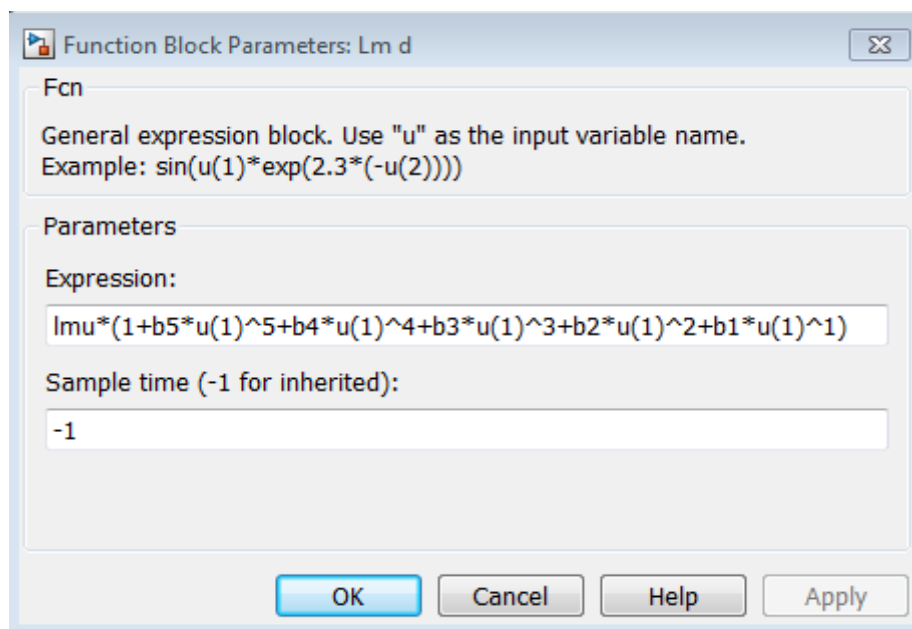 Function Block Parameters: Lm d
Fcn
General expression block. Use "u" as the input variable name.
Example: sin(u(1)*exp(2.3*(-u(2))))
Parameters
Expression:
lmu*(1+b5*u(1)^5+b4*u(1)^4+b3*u(1)^3+b2*u(1)^2+b1*u(1)^1)
Sample time (-1 for inherited):
-1
OK Cancel Help Apply